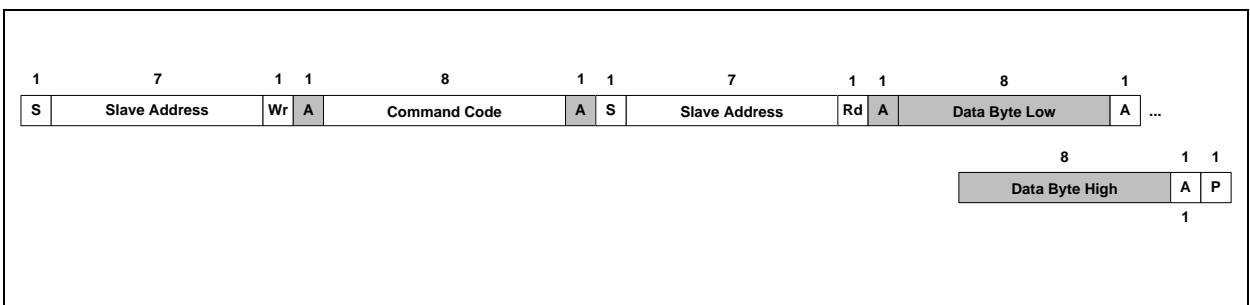 1 7 1 1 8 1 1 7 1 1 8 1
S Slave Address Wr A Command Code A S Slave Address Rd A Data Byte Low A ...
8 1 1
Data Byte High A P
1